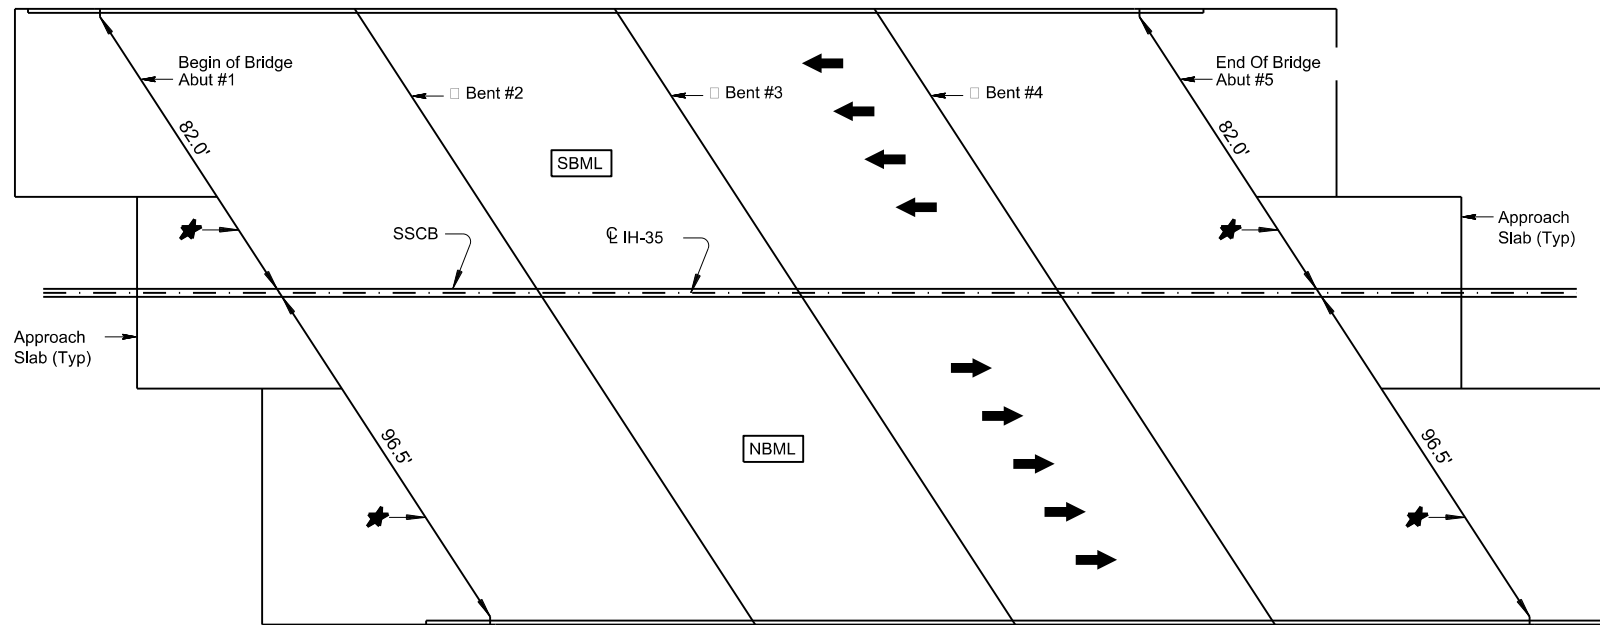 Begin of Bridge
Abut #1
□ Bent #2
□ Bent #3
□ Bent #4
End Of Bridge
Abut #5
82.0'
82.0'
SBML
SSCB
℄ IH-35
Approach
Slab (Typ)
Approach
Slab (Typ)
96.5'
NBML
96.5'